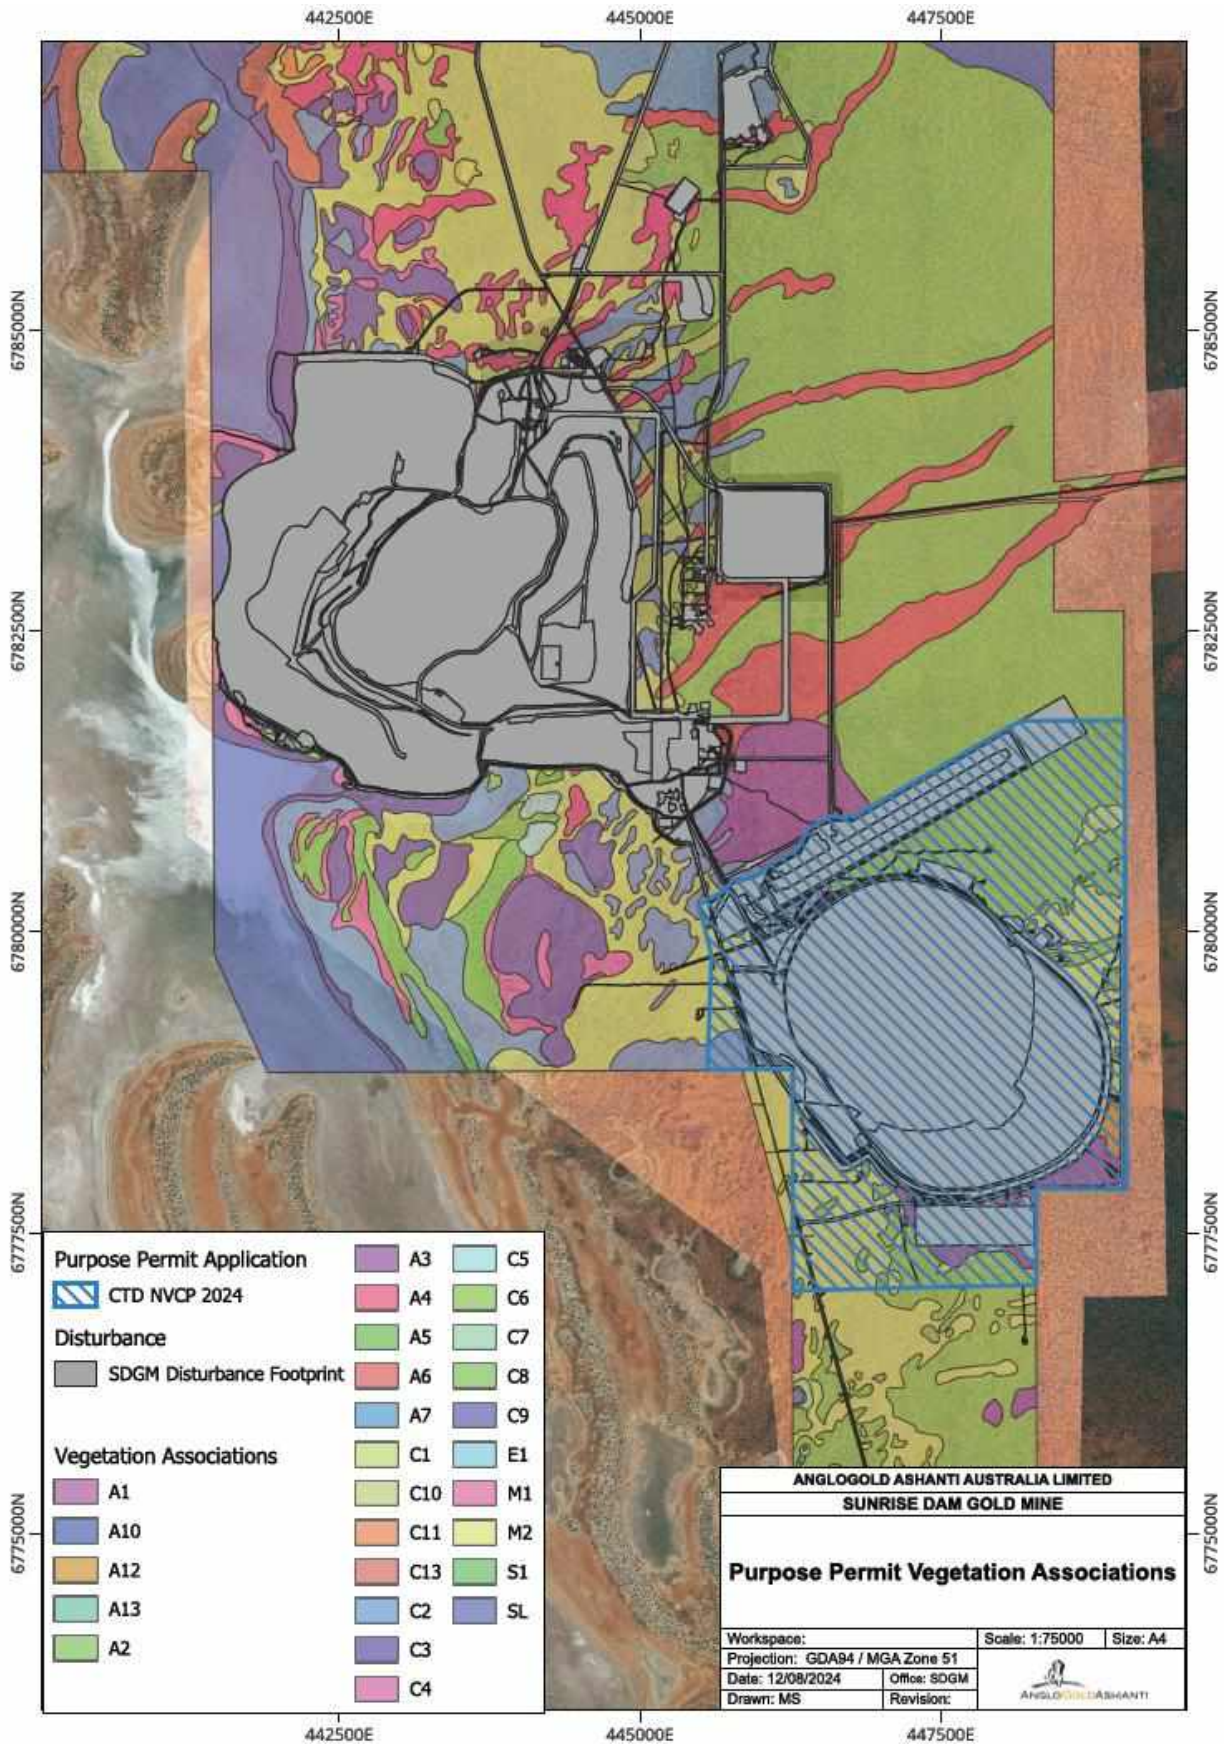 442500E
445000E
447500E
6785000N
6785000N
6782500N
6782500N
6780000N
6780000N
6777500N
6777500N
6775000N
6775000N
Purpose Permit Application
CTD NVCP 2024
Disturbance
SDGM Disturbance Footprint
Vegetation Associations
A1
A10
A12
A13
A2
A3
A4
A5
A6
A7
C1
C10
C11
C13
C2
C3
C4
C5
C6
C7
C8
C9
E1
M1
M2
S1
SL
ANGLOGOLD ASHANTI AUSTRALIA LIMITED
SUNRISE DAM GOLD MINE
Purpose Permit Vegetation Associations
Workspace:
Scale: 1:75000
Size: A4
Projection: GDA94 / MGA Zone 51
Date: 12/08/2024
Office: SDGM
Drawn: MS
Revision:
ANGLOGOLDASHANTI
442500E
445000E
447500E